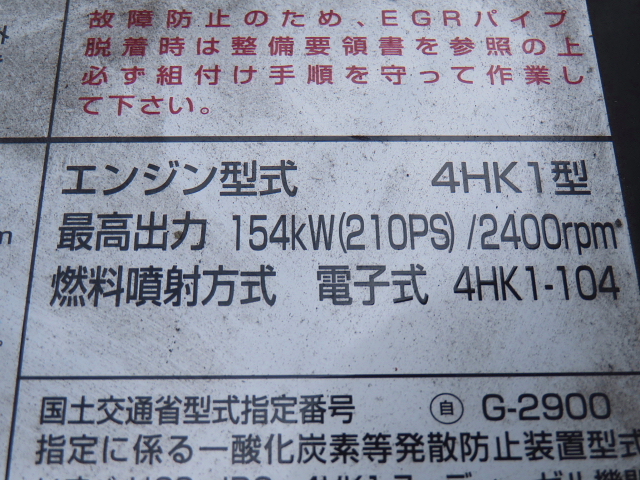 故障防止のため、EGRパイプ
脱着時は整備要領書を参照の上
必ず組付け手順を守って作業し
て下さい。
エンジン型式 4HK1型
最高出力 154kW(210PS)/2400rpm
燃料噴射方式 電子式 4HK1-104
国土交通省型式指定番号 自 G-2900
指定に係る一酸化炭素等発散防止装置型式